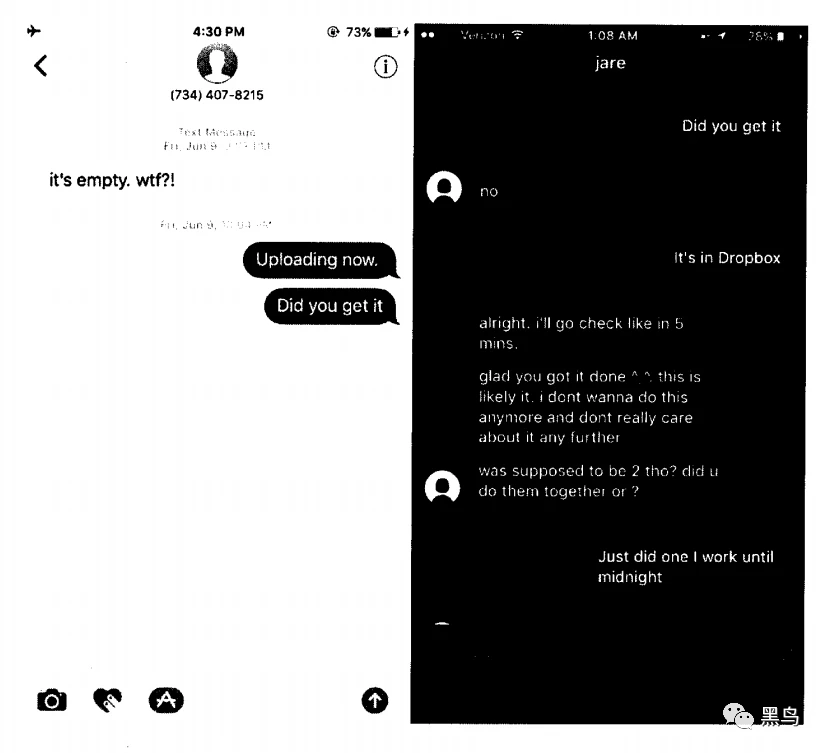 4:30 PM
73%
(734) 407-8215
Text Message
Fri, Jun 9,
it's empty. wtf?!
Fri, Jun 9,
Uploading now.
Did you get it
Verizon
1:08 AM
28%
jare
Did you get it
no
It's in Dropbox
alright. i'll go check like in 5
mins.
glad you got it done ^_^. this is
likely it. i dont wanna do this
anymore and dont really care
about it any further
was supposed to be 2 tho? did u
do them together or ?
Just did one I work until
midnight
黑鸟